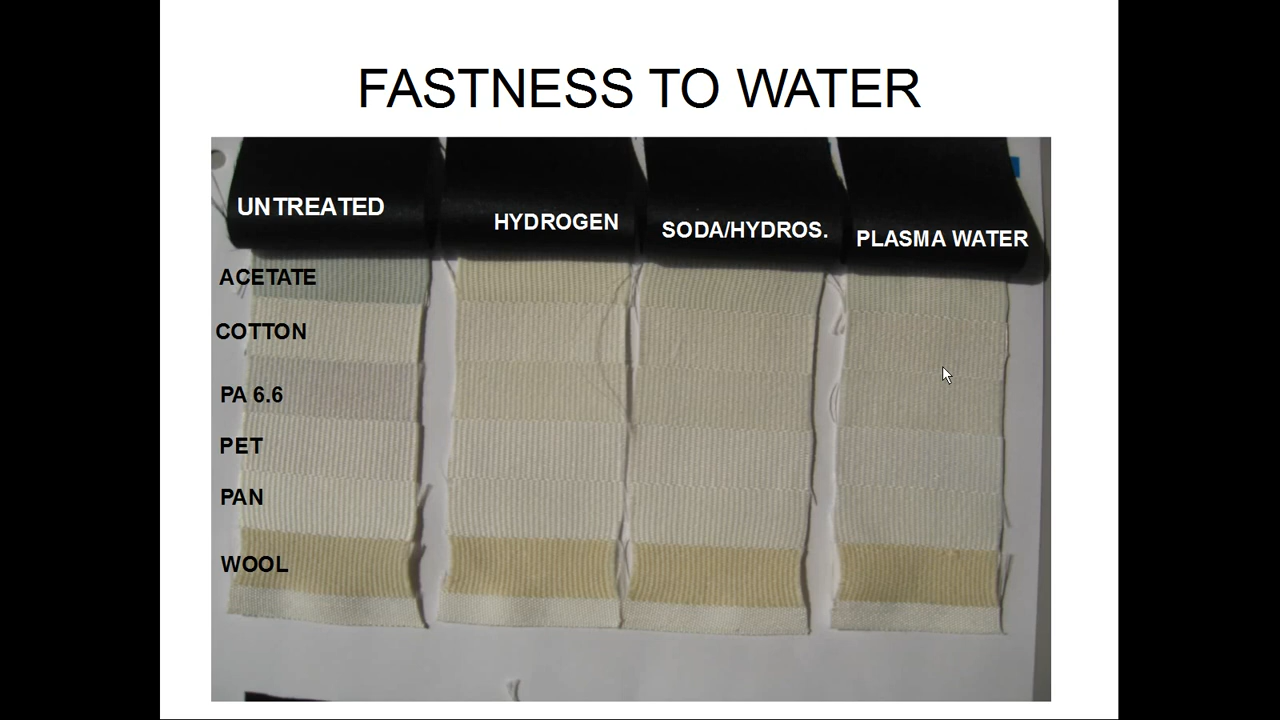 FASTNESS TO WATER
UNTREATED
HYDROGEN
SODA/HYDROS.
PLASMA WATER
ACETATE
COTTON
PA 6.6
PET
PAN
WOOL